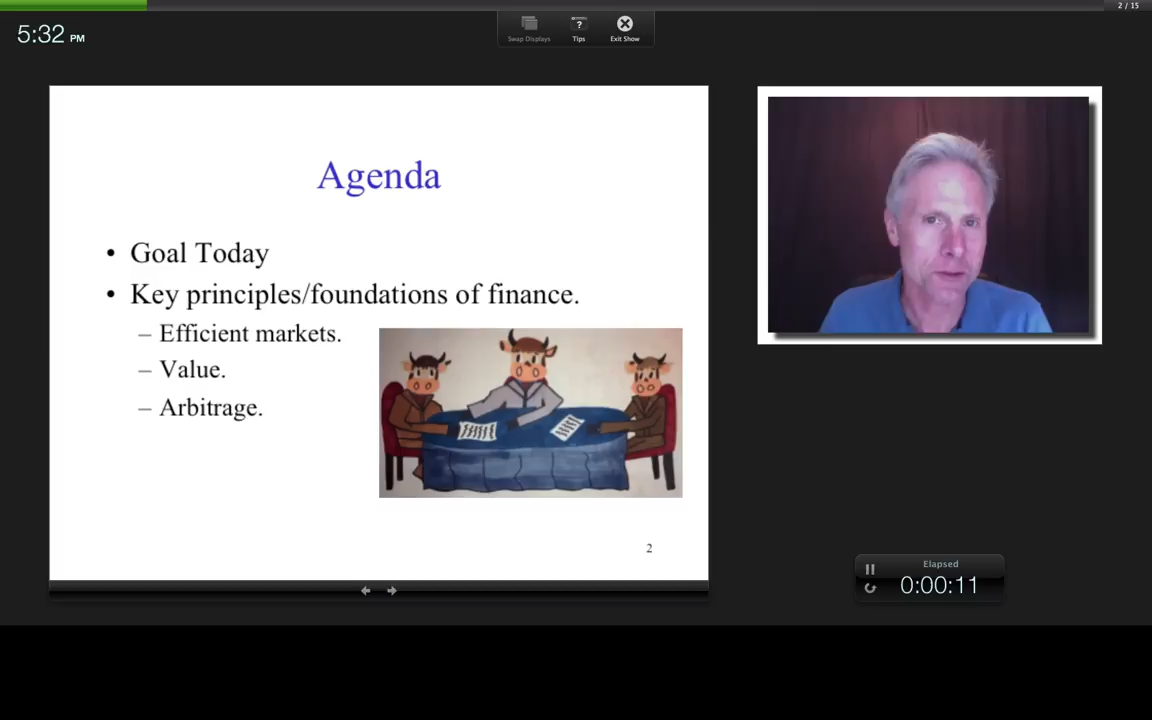 2 / 15
5:32 PM
Swap Displays
?
Tips
Exit Show
Agenda
• Goal Today
• Key principles/foundations of finance.
– Efficient markets.
– Value.
– Arbitrage.
2
Elapsed
0:00:11